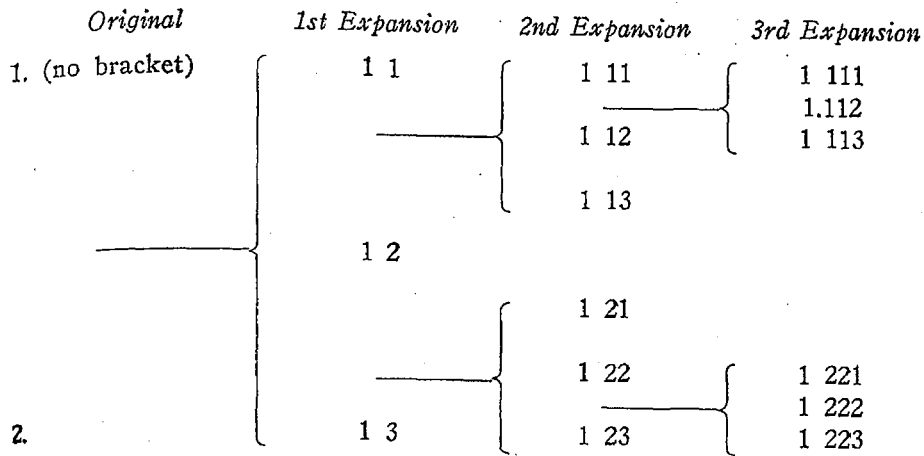 Original 1st Expansion 2nd Expansion 3rd Expansion
1. (no bracket) 1 1 1 11 1 111
1.112
1 12 1 113
1 13
1 2
1 21
1 22 1 221
1 222
2. 1 3 1 23 1 223